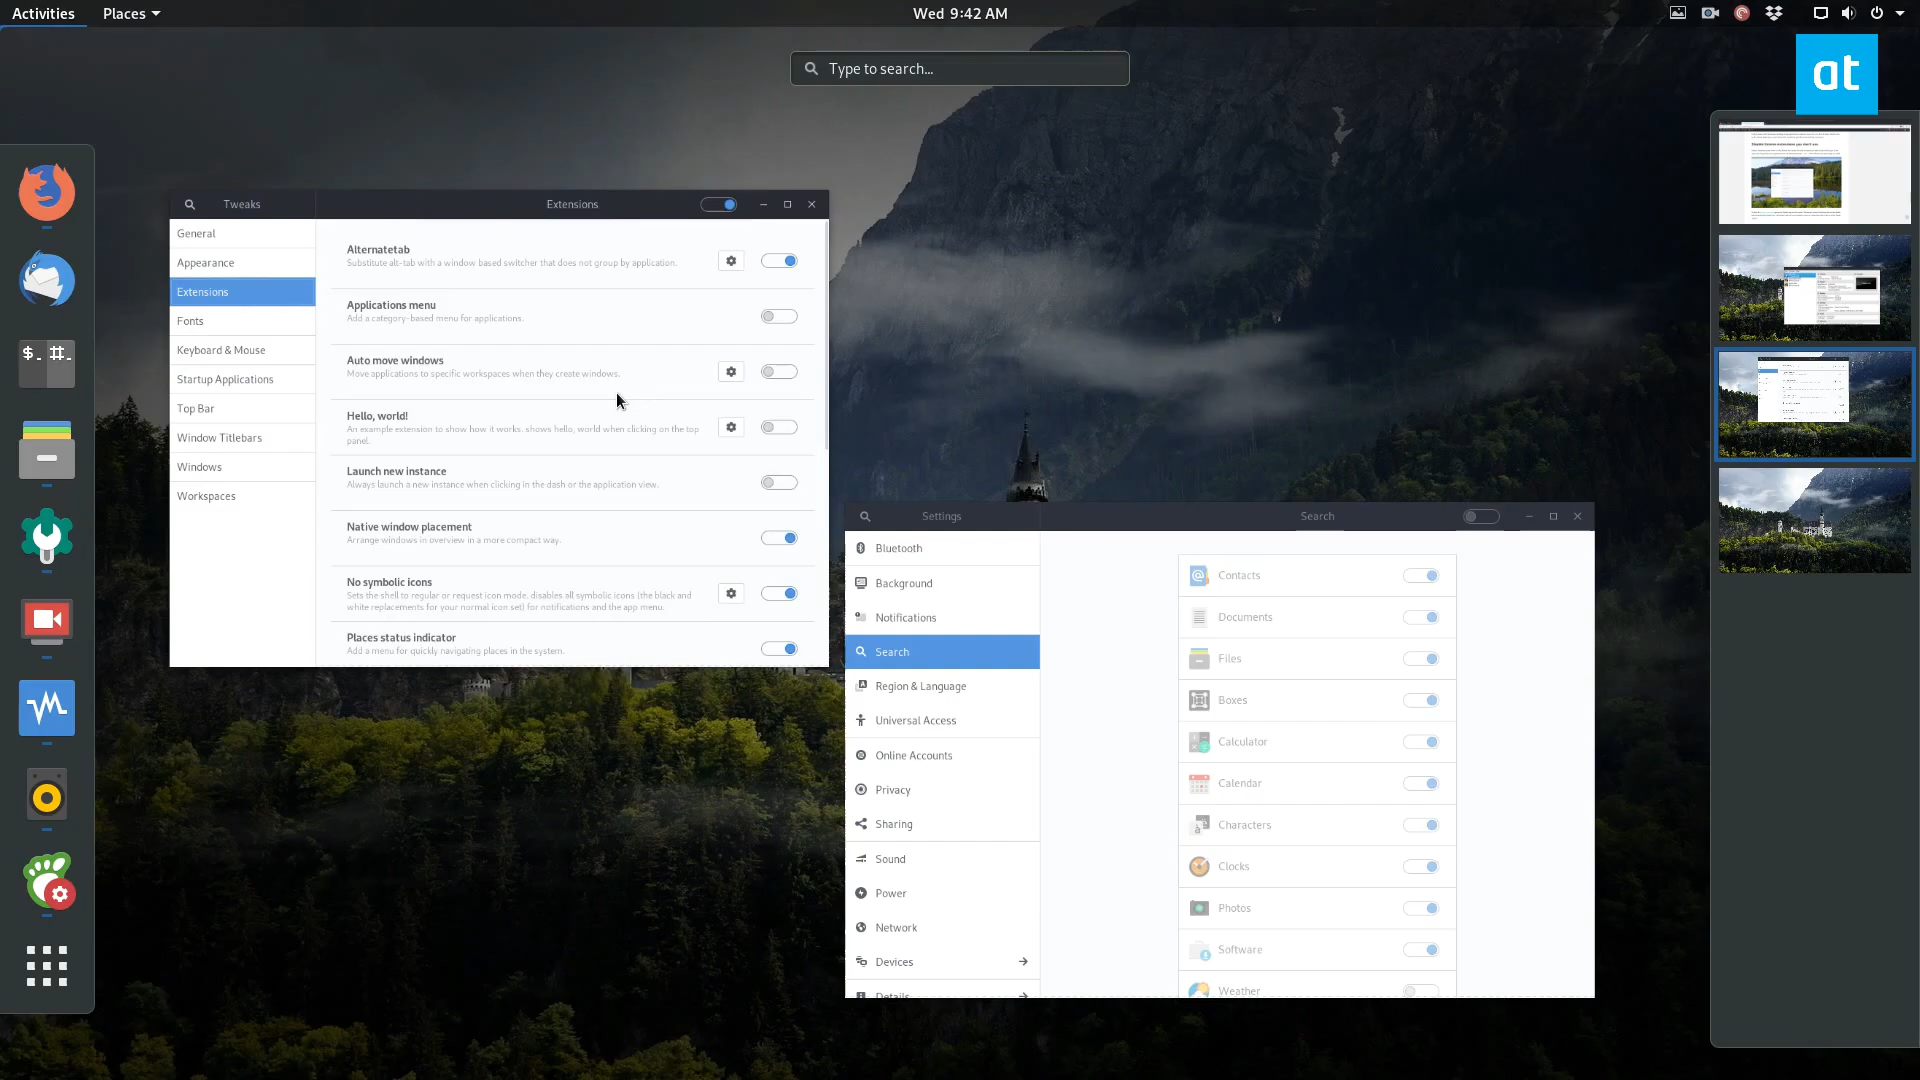 Activities
Places
Wed 9:42 AM
Type to search...
at
Tweaks
Extensions
General
Appearance
Extensions
Fonts
Keyboard & Mouse
Startup Applications
Top Bar
Window Titlebars
Windows
Workspaces
Alternatetab
Substitute alt-tab with a window based switcher that does not group by application.
Applications menu
Add a category-based menu for applications.
Auto move windows
Move applications to specific workspaces when they create windows.
Hello, world!
An example extension to show how it works. shows hello, world when clicking on the top
panel.
Launch new instance
Always launch a new instance when clicking in the dash or the application view.
Native window placement
Arrange windows in overview in a more compact way.
No symbolic icons
Sets the shell to regular or request icon mode. disables all symbolic icons (the black and
white replacements for your normal icon set) for notifications and the app menu.
Places status indicator
Add a menu for quickly navigating places in the system.
$_ #_
Settings
Search
Bluetooth
Background
Notifications
Search
Region & Language
Universal Access
Online Accounts
Privacy
Sharing
Sound
Power
Network
Devices
Details
Contacts
Documents
Files
Boxes
Calculator
Calendar
Characters
Clocks
Photos
Software
Weather